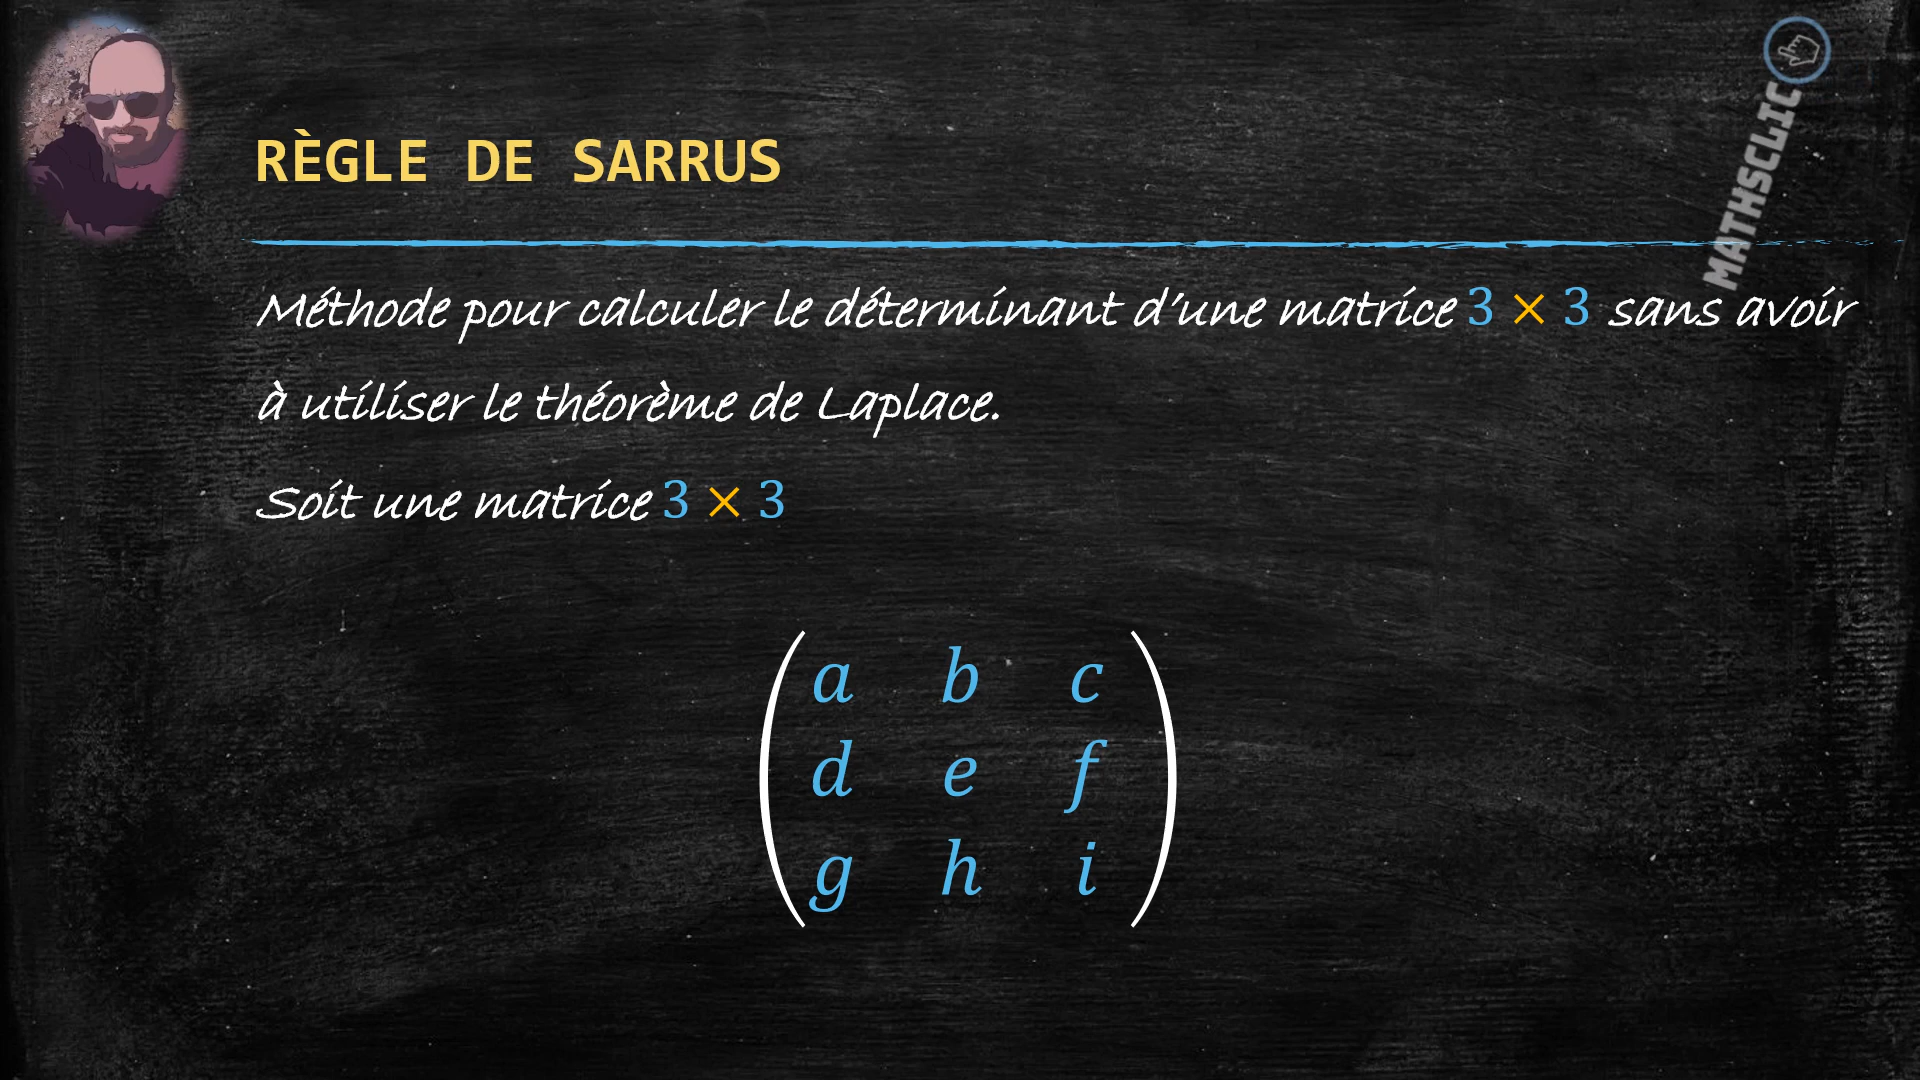 MATHSCLIC
RÈGLE DE SARRUS
Méthode pour calculer le déterminant d’une matrice 3 × 3 sans avoir
à utiliser le théorème de Laplace.
Soit une matrice 3 × 3
a b c
d e f
g h i